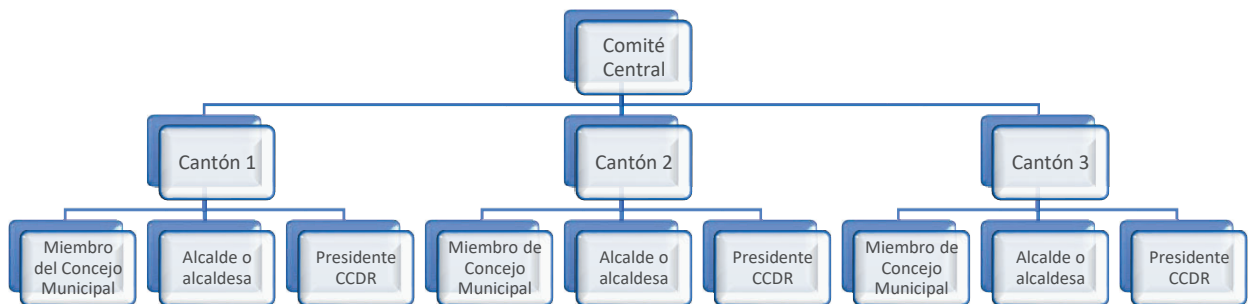 Comité
Central
Cantón 1
Cantón 2
Cantón 3
Miembro
del Concejo
Municipal
Alcalde o
alcaldesa
Presidente
CCDR
Miembro de
Concejo
Municipal
Alcalde o
alcaldesa
Presidente
CCDR
Miembro de
Concejo
Municipal
Alcalde o
alcaldesa
Presidente
CCDR